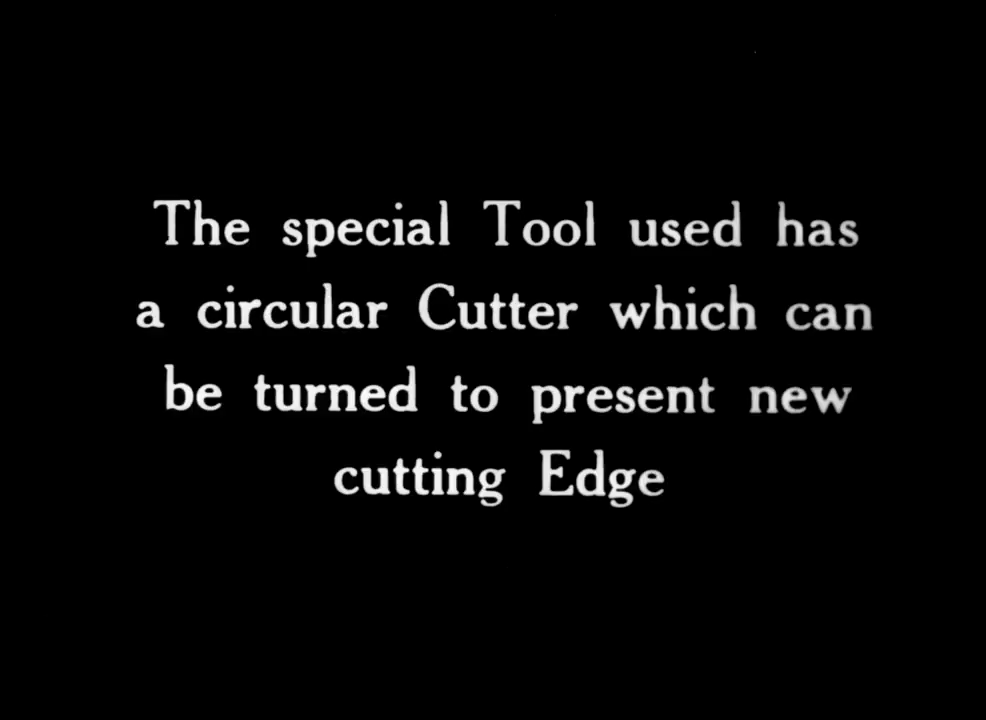 The special Tool used has
a circular Cutter which can
be turned to present new
cutting Edge